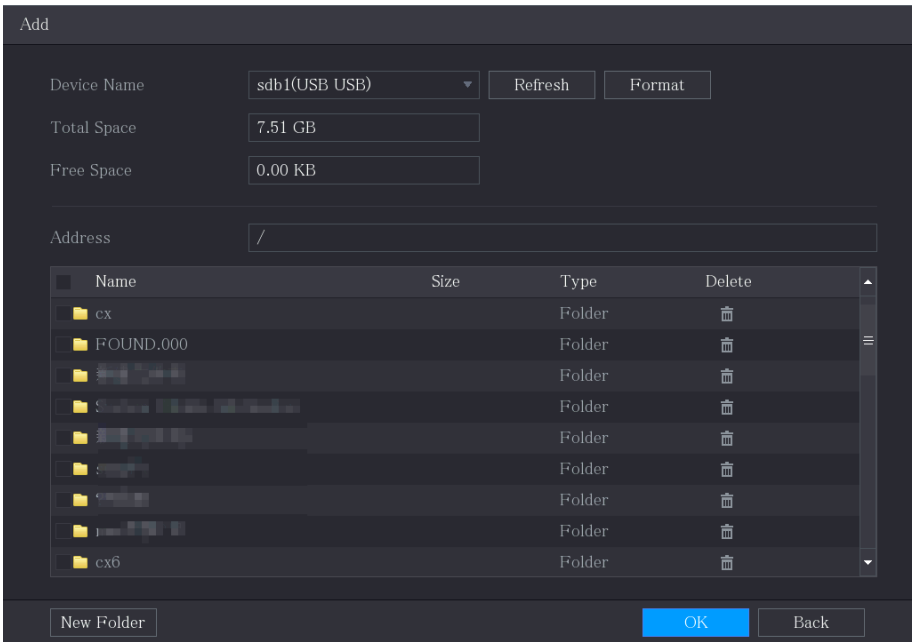 Add
Device Name sdb1(USB USB) Refresh Format
Total Space 7.51 GB
Free Space 0.00 KB
Address /
Name Size Type Delete
cx Folder
FOUND.000 Folder
Folder
Folder
Folder
Folder
Folder
Folder
cx6 Folder
New Folder OK Back